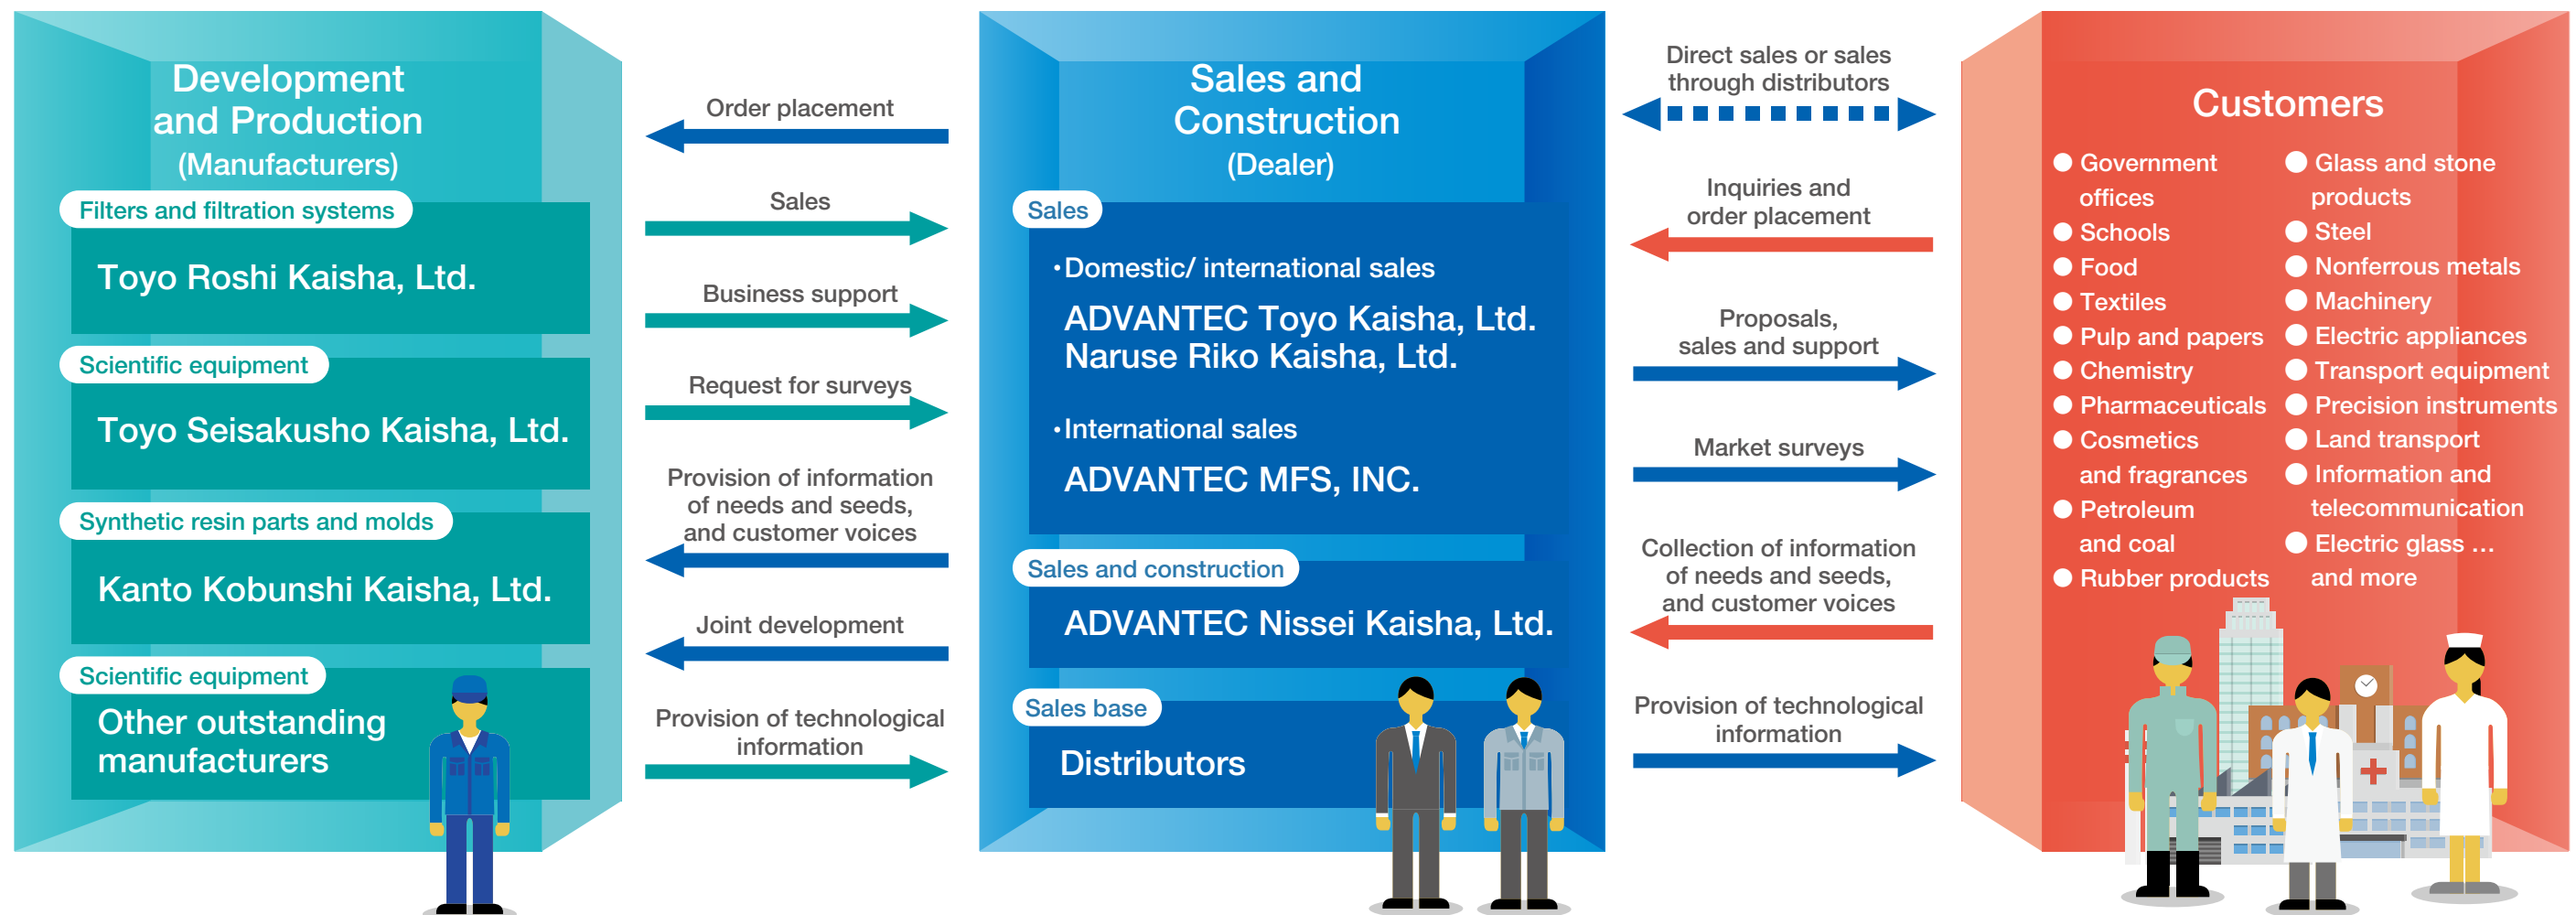 Development
and Production
(Manufacturers)
Filters and filtration systems
Toyo Roshi Kaisha, Ltd.
Scientific equipment
Toyo Seisakusho Kaisha, Ltd.
Synthetic resin parts and molds
Kanto Kobunshi Kaisha, Ltd.
Scientific equipment
Other outstanding
manufacturers
Order placement
Sales
Business support
Request for surveys
Provision of information
of needs and seeds,
and customer voices
Joint development
Provision of technological
information
Sales and
Construction
(Dealer)
Sales
・Domestic/ international sales
ADVANTEC Toyo Kaisha, Ltd.
Naruse Riko Kaisha, Ltd.
・International sales
ADVANTEC MFS, INC.
Sales and construction
ADVANTEC Nissei Kaisha, Ltd.
Sales base
Distributors
Direct sales or sales
through distributors
Inquiries and
order placement
Proposals,
sales and support
Market surveys
Collection of information
of needs and seeds,
and customer voices
Provision of technological
information
Customers
● Government
offices
● Schools
● Food
● Textiles
● Pulp and papers
● Chemistry
● Pharmaceuticals
● Cosmetics
and fragrances
● Petroleum
and coal
● Rubber products
● Glass and stone
products
● Steel
● Nonferrous metals
● Machinery
● Electric appliances
● Transport equipment
● Precision instruments
● Land transport
● Information and
telecommunication
● Electric glass …
and more